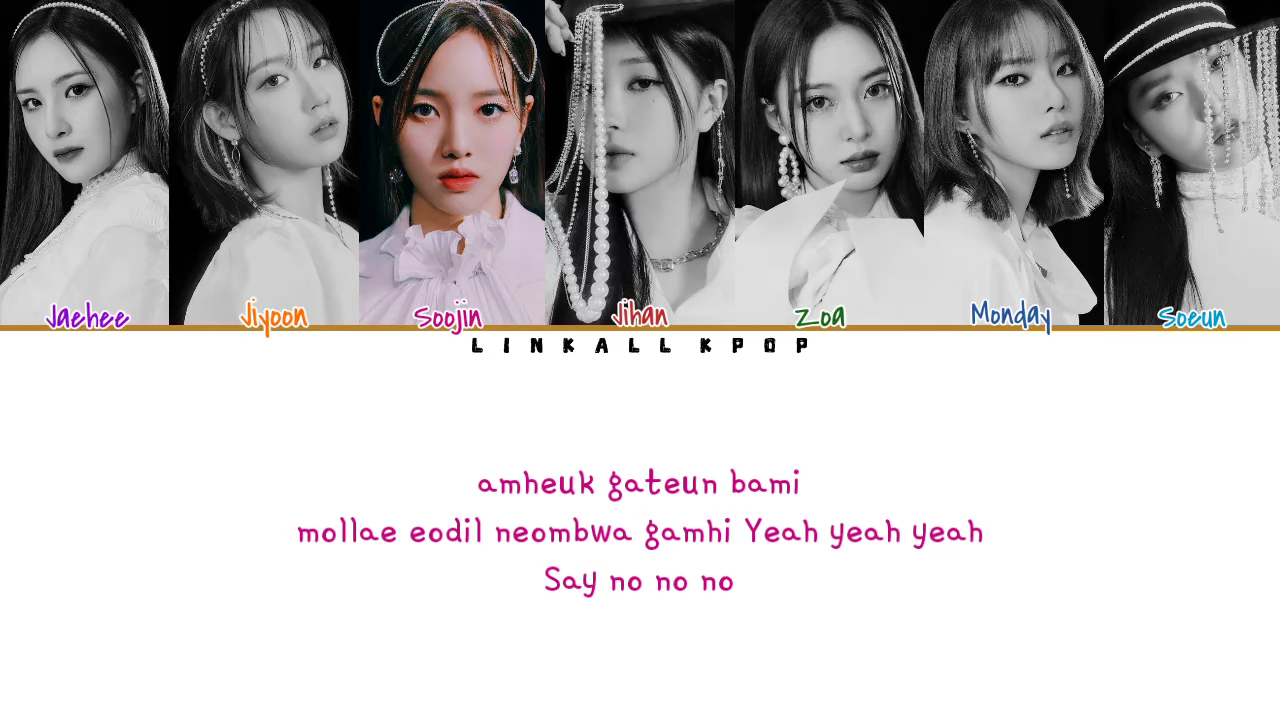 Jaehee Jiyoon Soojin Jihan Zoa Monday Soeun
LINKALL KPOP
amheuk gateun bami
mollae eodil neombwa gamhi Yeah yeah yeah
Say no no no